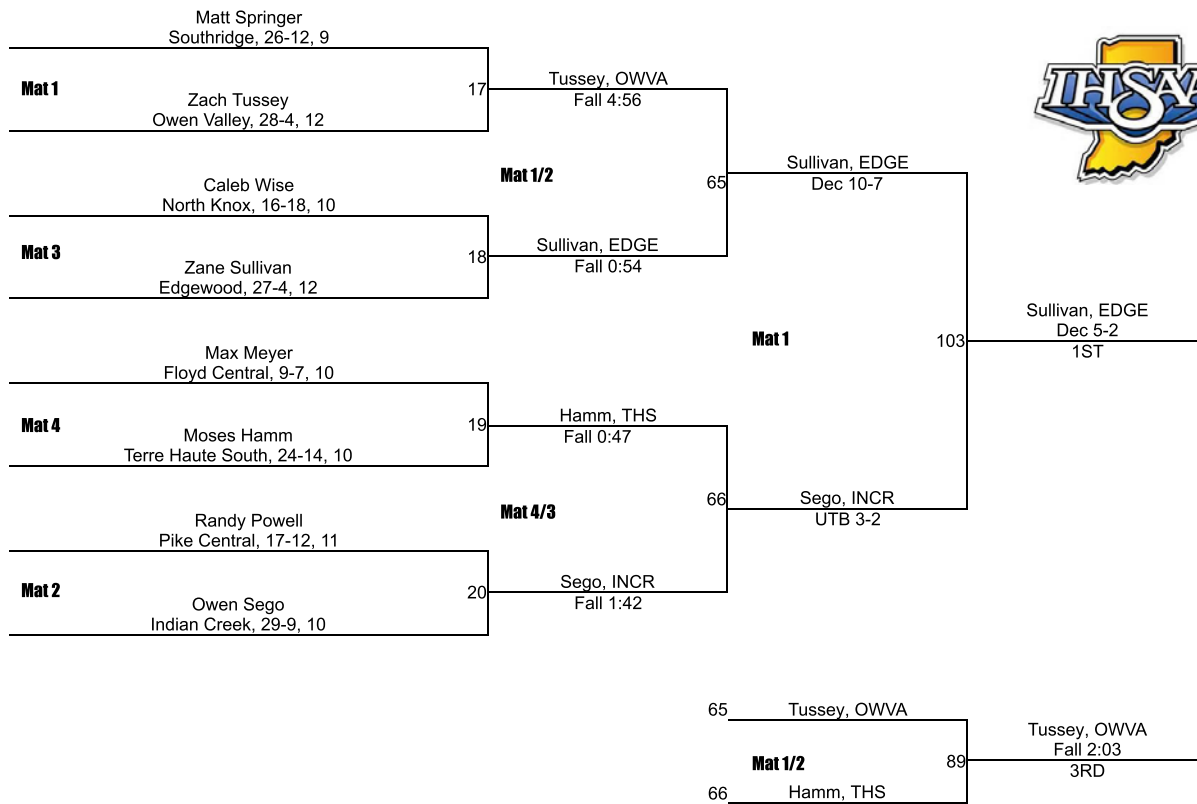 Matt Springer
Southridge, 26-12, 9
Mat 1
Zach Tussey
Owen Valley, 28-4, 12
17
Tussey, OWVA
Fall 4:56
Caleb Wise
North Knox, 16-18, 10
Mat 3
Zane Sullivan
Edgewood, 27-4, 12
18
Sullivan, EDGE
Fall 0:54
Mat 1/2
65
Sullivan, EDGE
Dec 10-7
Max Meyer
Floyd Central, 9-7, 10
Mat 4
Moses Hamm
Terre Haute South, 24-14, 10
19
Hamm, THS
Fall 0:47
Randy Powell
Pike Central, 17-12, 11
Mat 2
Owen Sego
Indian Creek, 29-9, 10
20
Sego, INCR
Fall 1:42
Mat 4/3
66
Sego, INCR
UTB 3-2
Mat 1
103
Sullivan, EDGE
Dec 5-2
1ST
IHSAA
65
Tussey, OWVA
Mat 1/2
66
Hamm, THS
89
Tussey, OWVA
Fall 2:03
3RD